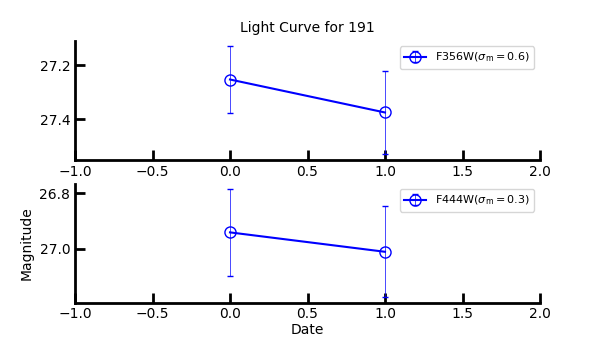 Light Curve for 191
F356W(σm = 0.6)
27.2
27.4
−1.0 −0.5 0.0 0.5 1.0 1.5 2.0
F444W(σm = 0.3)
26.8
27.0
Magnitude
−1.0 −0.5 0.0 0.5 1.0 1.5 2.0
Date